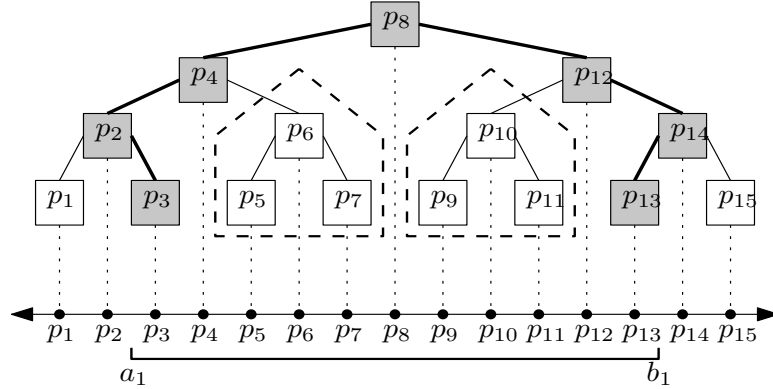 p₈
p₄ p₁₂
p₂ p₆ p₁₀ p₁₄
p₁ p₃ p₅ p₇ p₉ p₁₁ p₁₃ p₁₅
p₁ p₂ p₃ p₄ p₅ p₆ p₇ p₈ p₉ p₁₀ p₁₁ p₁₂ p₁₃ p₁₄ p₁₅
a₁ b₁